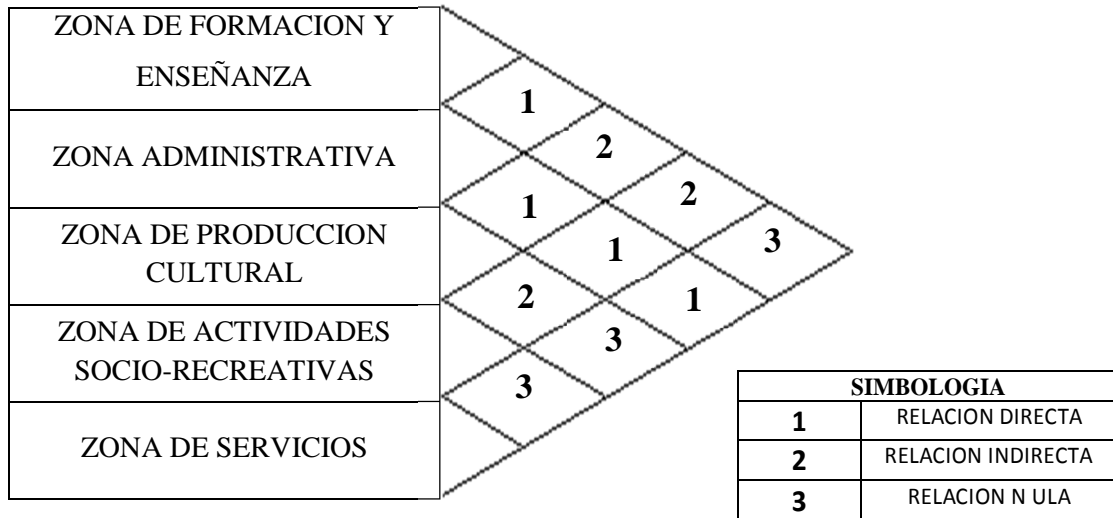 ZONA DE FORMACION Y
ENSEÑANZA
ZONA ADMINISTRATIVA
ZONA DE PRODUCCION
CULTURAL
ZONA DE ACTIVIDADES
SOCIO-RECREATIVAS
ZONA DE SERVICIOS
1
2
1
2
1
3
2
1
3
3
SIMBOLOGIA
1 RELACION DIRECTA
2 RELACION INDIRECTA
3 RELACION N ULA